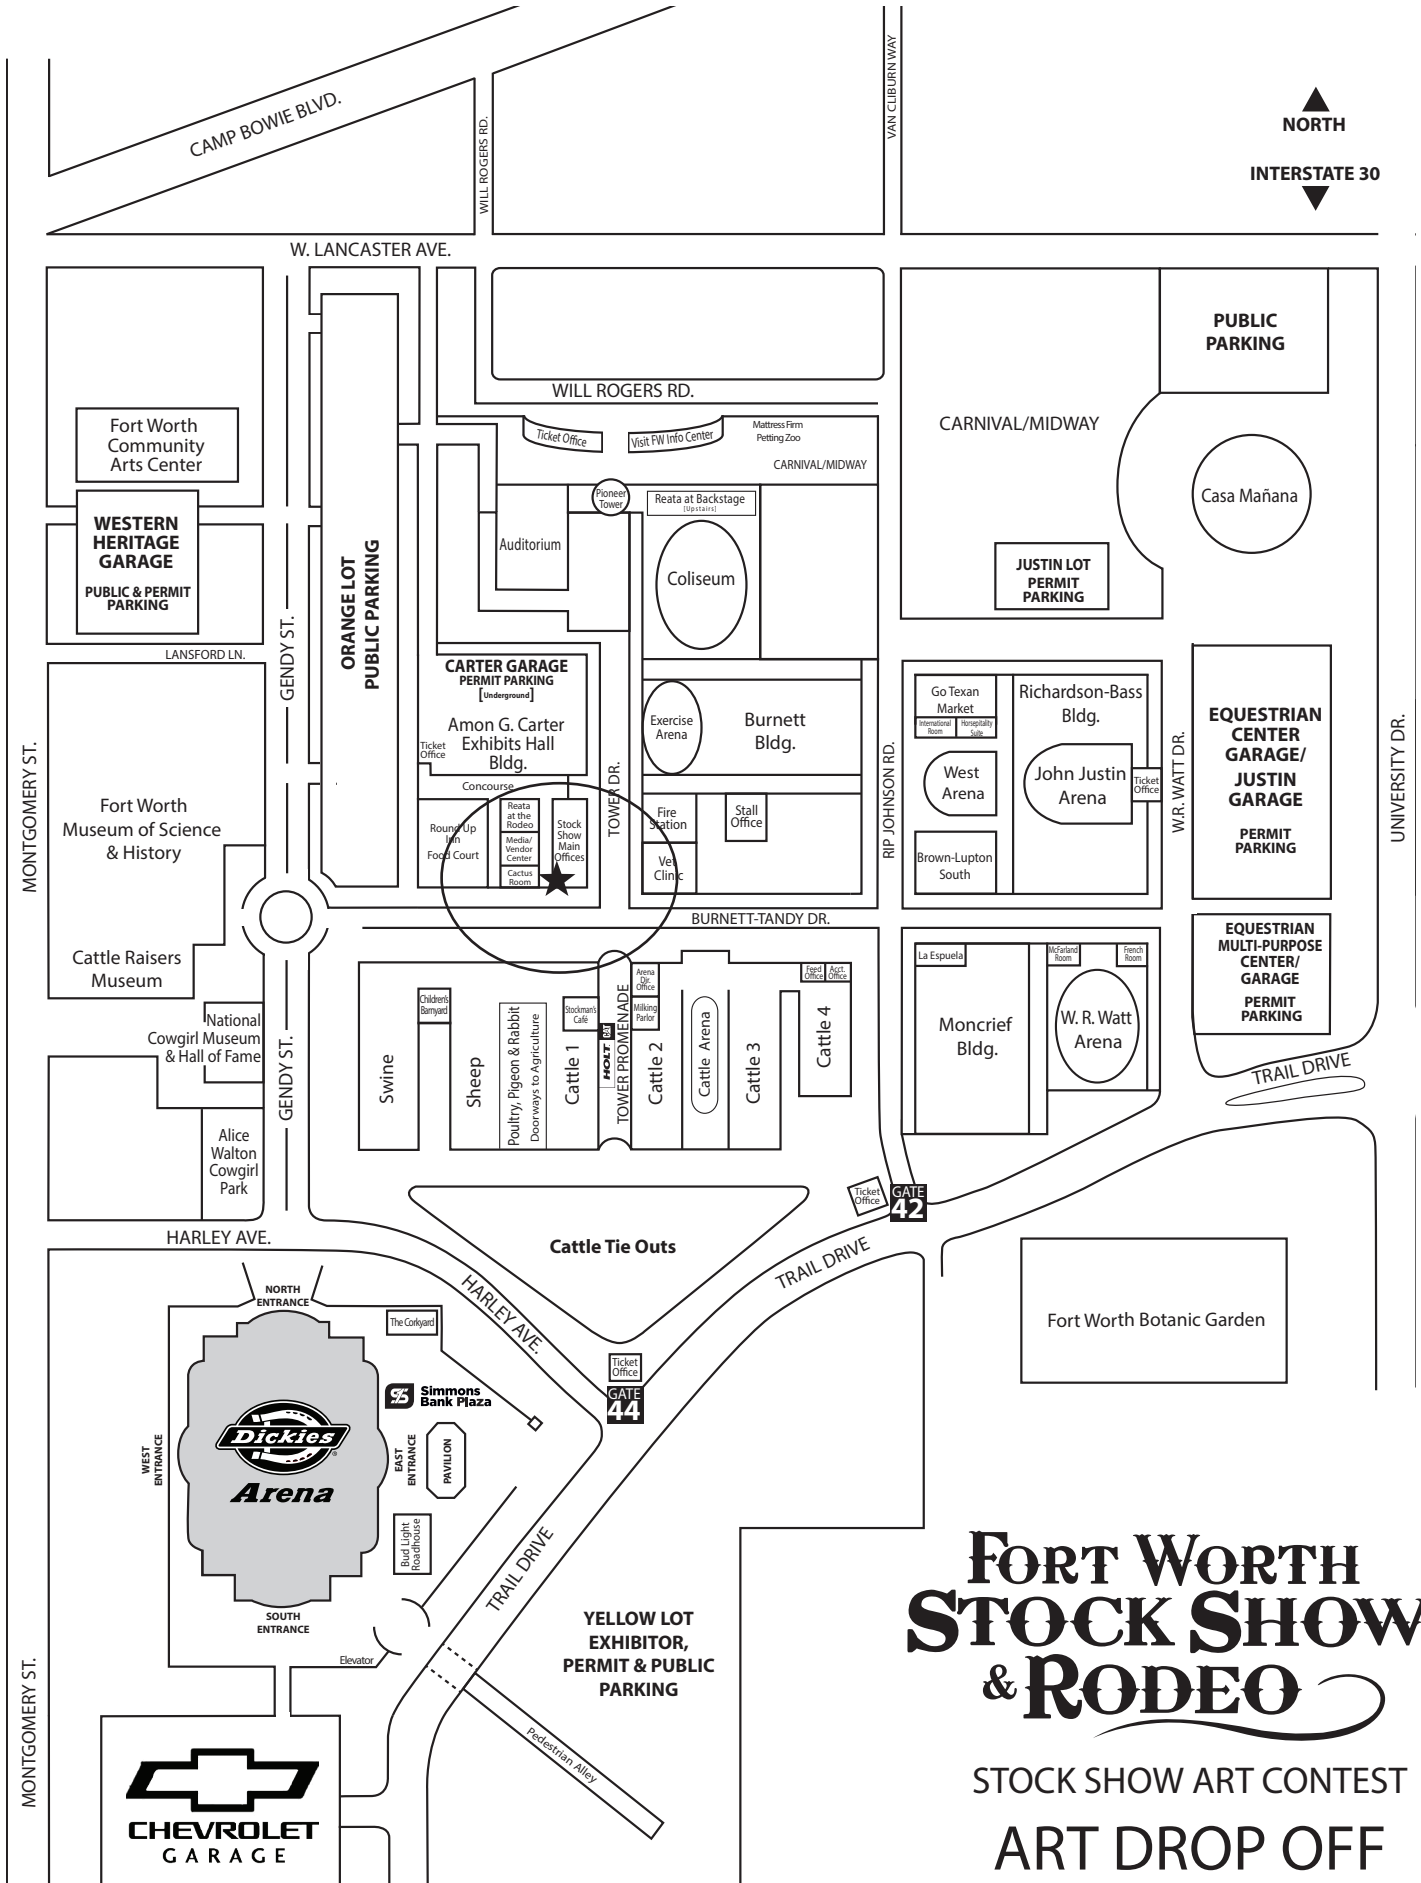 CAMP BOWIE BLVD.
WILL ROGERS RD.
VAN CLIBURN WAY
NORTH
INTERSTATE 30
W. LANCASTER AVE.
PUBLIC
PARKING
WILL ROGERS RD.
Fort Worth
Community
Arts Center
Ticket Office
Visit FW Info Center
Mattress Firm
Petting Zoo
CARNIVAL/MIDWAY
CARNIVAL/MIDWAY
Casa Mañana
WESTERN
HERITAGE
GARAGE
PUBLIC & PERMIT
PARKING
ORANGE LOT
PUBLIC PARKING
Pioneer
Tower
Reata at Backstage
[Upstairs]
Auditorium
Coliseum
JUSTIN LOT
PERMIT
PARKING
LANSFORD LN.
GENDY ST.
CARTER GARAGE
PERMIT PARKING
[Underground]
Amon G. Carter
Exhibits Hall
Bldg.
Ticket
Office
Concourse
Exercise
Arena
Burnett
Bldg.
Go Texan
Market
International
Room
Horsepitality
Suite
Richardson-Bass
Bldg.
West
Arena
John Justin
Arena
Ticket
Office
Brown-Lupton
South
EQUESTRIAN
CENTER
GARAGE/
JUSTIN
GARAGE
PERMIT
PARKING
MONTGOMERY ST.
TOWER DR.
RIP JOHNSON RD.
W.R. WATT DR.
UNIVERSITY DR.
Fort Worth
Museum of Science
& History
Round Up
Inn
Food Court
Reata
at the
Rodeo
Media/
Vendor
Center
Cactus
Room
Stock
Show
Main
Offices
Fire
Station
Vet
Clinic
Stall
Office
BURNETT-TANDY DR.
EQUESTRIAN
MULTI-PURPOSE
CENTER/
GARAGE
PERMIT
PARKING
Cattle Raisers
Museum
National
Cowgirl Museum
& Hall of Fame
GENDY ST.
Alice
Walton
Cowgirl
Park
Swine
Children's
Barnyard
Sheep
Poultry, Pigeon & Rabbit
Doorways to Agriculture
Stockman's
Café
Cattle 1
HOLT CAT
TOWER PROMENADE
Arena
Dir.
Office
Milking
Parlor
Cattle 2
Cattle Arena
Cattle 3
Feed
Office
Acct.
Office
Cattle 4
La Espuela
Moncrief
Bldg.
McFarland
Room
French
Room
W. R. Watt
Arena
TRAIL DRIVE
Ticket
Office
GATE
42
HARLEY AVE.
Cattle Tie Outs
HARLEY AVE.
TRAIL DRIVE
Fort Worth Botanic Garden
NORTH
ENTRANCE
The Corkyard
Ticket
Office
GATE
44
Simmons
Bank Plaza
Dickies
®
Arena
WEST
ENTRANCE
EAST
ENTRANCE
PAVILION
Bud Light
Roadhouse
SOUTH
ENTRANCE
Elevator
TRAIL DRIVE
YELLOW LOT
EXHIBITOR,
PERMIT & PUBLIC
PARKING
Pedestrian Alley
MONTGOMERY ST.
CHEVROLET
GARAGE
FORT WORTH
STOCK SHOW
& RODEO
STOCK SHOW ART CONTEST
ART DROP OFF